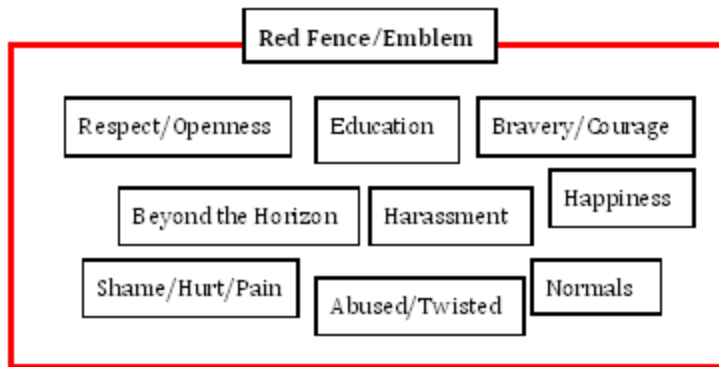 Red Fence/Emblem
Respect/Openness
Education
Bravery/Courage
Beyond the Horizon
Harassment
Happiness
Shame/Hurt/Pain
Abused/Twisted
Normals